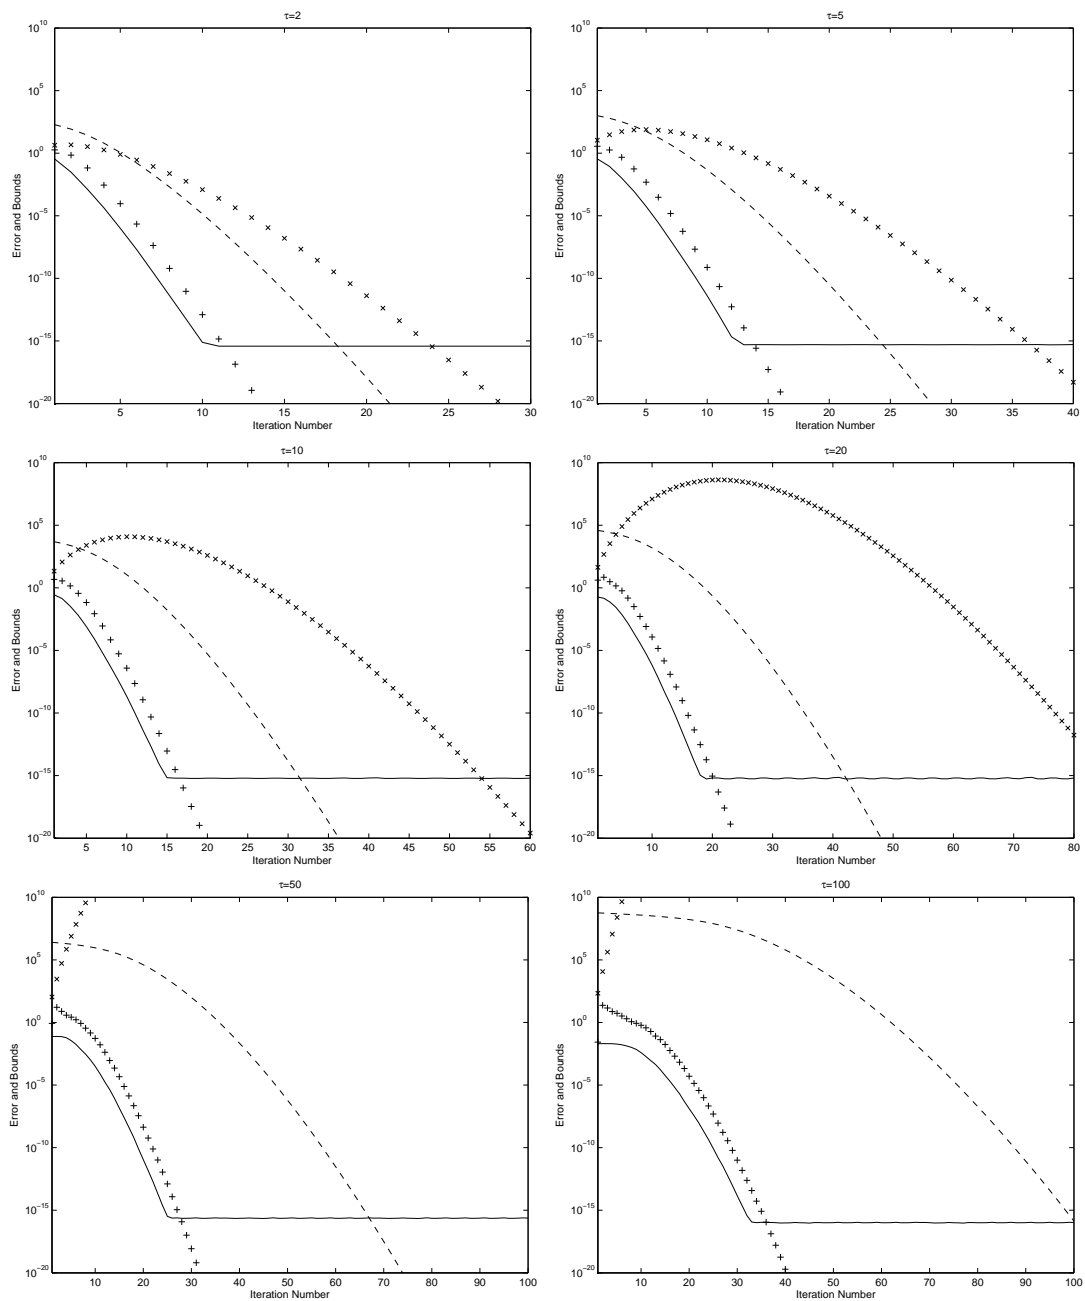 τ=2
10^10
10^5
10^0
10^−5
10^−10
10^−15
10^−20
Error and Bounds
5 10 15 20 25 30
Iteration Number
τ=5
10^10
10^5
10^0
10^−5
10^−10
10^−15
10^−20
Error and Bounds
5 10 15 20 25 30 35 40
Iteration Number
τ=10
10^10
10^5
10^0
10^−5
10^−10
10^−15
10^−20
Error and Bounds
5 10 15 20 25 30 35 40 45 50 55 60
Iteration Number
τ=20
10^10
10^5
10^0
10^−5
10^−10
10^−15
10^−20
Error and Bounds
10 20 30 40 50 60 70 80
Iteration Number
τ=50
10^10
10^5
10^0
10^−5
10^−10
10^−15
10^−20
Error and Bounds
10 20 30 40 50 60 70 80 90 100
Iteration Number
τ=100
10^10
10^5
10^0
10^−5
10^−10
10^−15
10^−20
Error and Bounds
10 20 30 40 50 60 70 80 90 100
Iteration Number